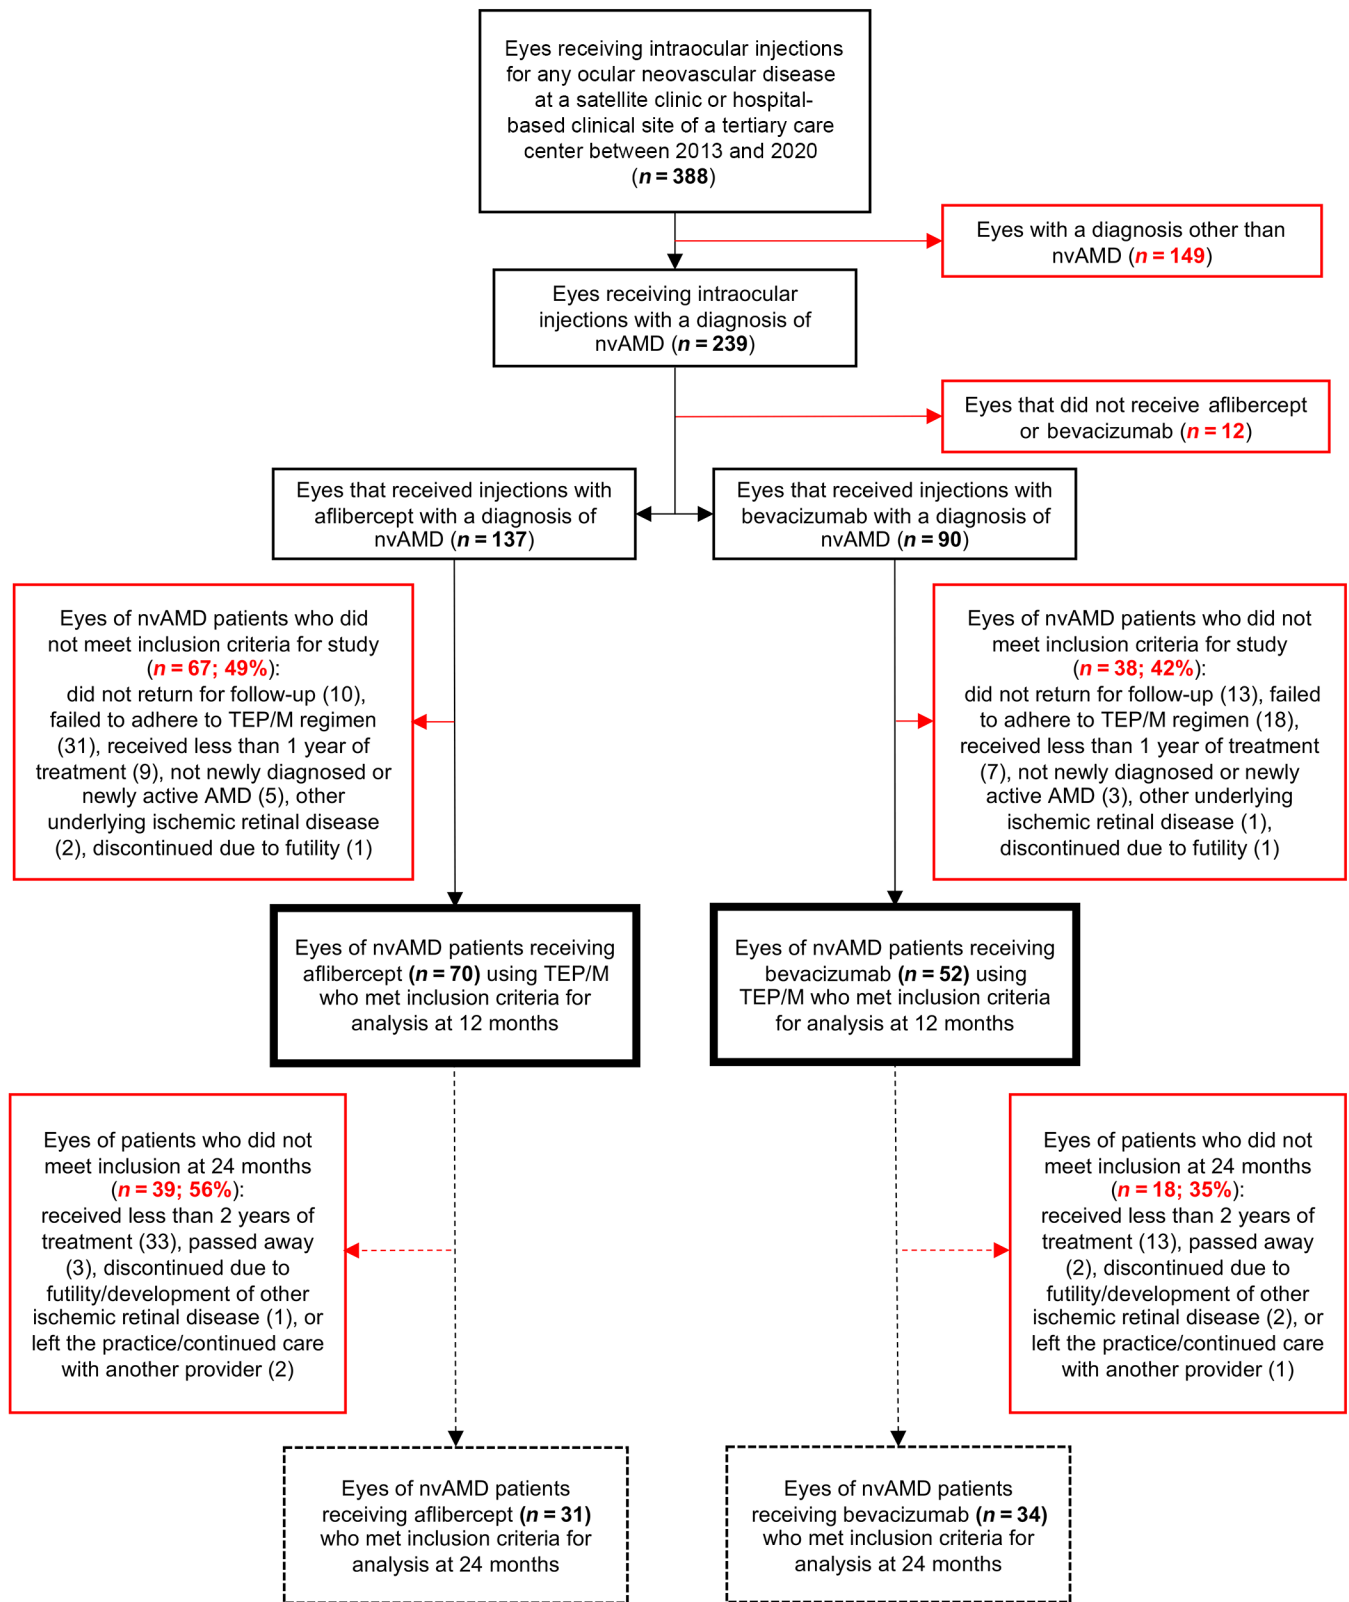 Eyes receiving intraocular injections
for any ocular neovascular disease
at a satellite clinic or hospital-
based clinical site of a tertiary care
center between 2013 and 2020
(n = 388)
Eyes with a diagnosis other than
nvAMD (n = 149)
Eyes receiving intraocular
injections with a diagnosis of
nvAMD (n = 239)
Eyes that did not receive aflibercept
or bevacizumab (n = 12)
Eyes that received injections with
aflibercept with a diagnosis of
nvAMD (n = 137)
Eyes that received injections with
bevacizumab with a diagnosis of
nvAMD (n = 90)
Eyes of nvAMD patients who did
not meet inclusion criteria for study
(n = 67; 49%):
did not return for follow-up (10),
failed to adhere to TEP/M regimen
(31), received less than 1 year of
treatment (9), not newly diagnosed or
newly active AMD (5), other
underlying ischemic retinal disease
(2), discontinued due to futility (1)
Eyes of nvAMD patients who did not
meet inclusion criteria for study
(n = 38; 42%):
did not return for follow-up (13), failed
to adhere to TEP/M regimen (18),
received less than 1 year of treatment
(7), not newly diagnosed or newly
active AMD (3), other underlying
ischemic retinal disease (1),
discontinued due to futility (1)
Eyes of nvAMD patients receiving
aflibercept (n = 70) using TEP/M
who met inclusion criteria for
analysis at 12 months
Eyes of nvAMD patients receiving
bevacizumab (n = 52) using
TEP/M who met inclusion criteria
for analysis at 12 months
Eyes of patients who did not
meet inclusion at 24 months
(n = 39; 56%):
received less than 2 years of
treatment (33), passed away
(3), discontinued due to
futility/development of other
ischemic retinal disease (1), or
left the practice/continued care
with another provider (2)
Eyes of patients who did not
meet inclusion at 24 months
(n = 18; 35%):
received less than 2 years of
treatment (13), passed away
(2), discontinued due to
futility/development of other
ischemic retinal disease (2), or
left the practice/continued care
with another provider (1)
Eyes of nvAMD patients
receiving aflibercept (n = 31)
who met inclusion criteria for
analysis at 24 months
Eyes of nvAMD patients
receiving bevacizumab (n = 34)
who met inclusion criteria for
analysis at 24 months